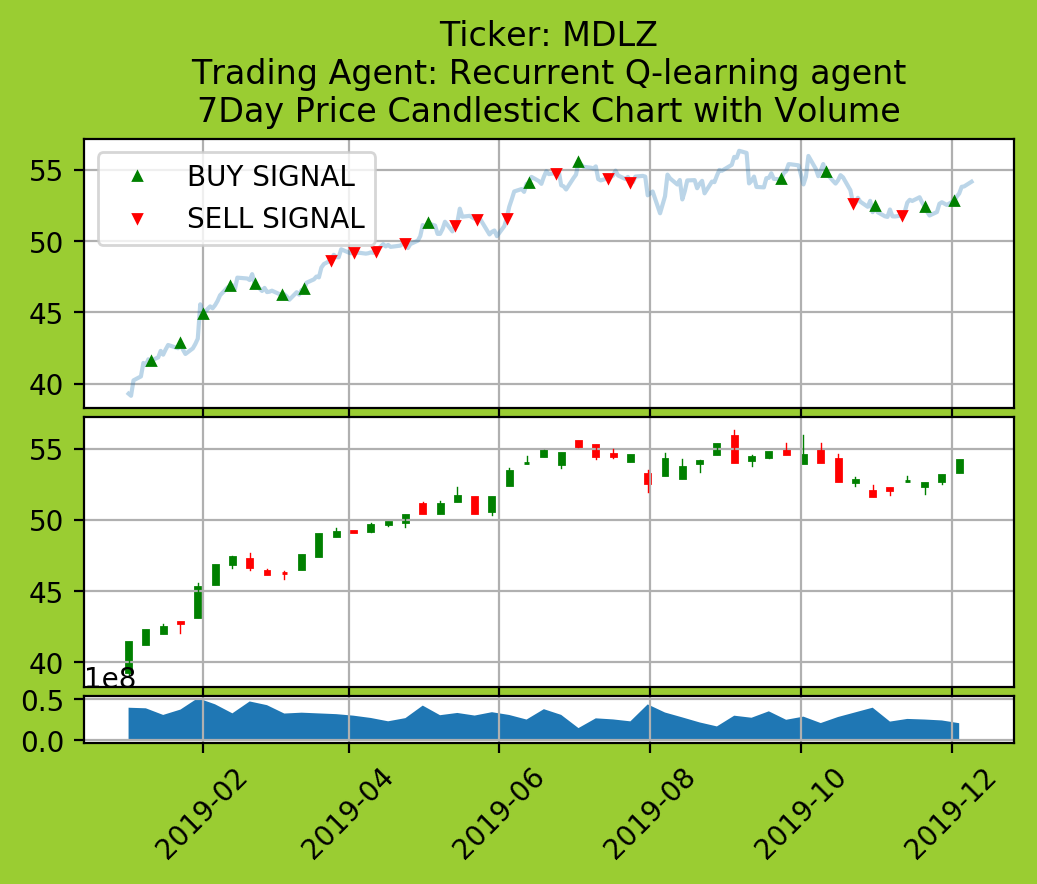 Ticker: MDLZ
Trading Agent: Recurrent Q-learning agent
7Day Price Candlestick Chart with Volume
BUY SIGNAL
SELL SIGNAL
55
50
45
40
55
50
45
40
1e8
0.5
0.0
2019-02
2019-04
2019-06
2019-08
2019-10
2019-12